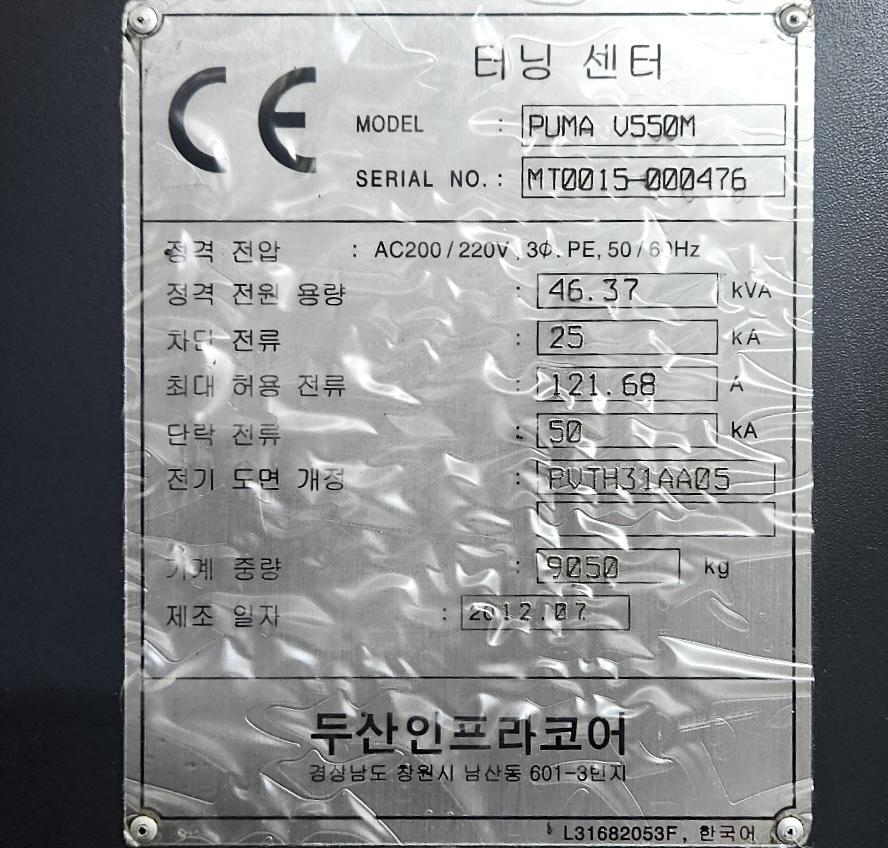 CE
터닝 센터
MODEL : PUMA V550M
SERIAL NO. : MT0015-000476
정격 전압 : AC200/220V, 3Φ. PE, 50/60Hz
정격 전원 용량 : 46.37 kVA
차단 전류 : 25 kA
최대 허용 전류 : 121.68 A
단락 전류 : 50 kA
전기 도면 개정 : PVTH31AA05
기계 중량 : 9050 kg
제조 일자 : 2012.07
두산인프라코어
경상남도 창원시 남산동 601-3번지
L31682053F, 한국어